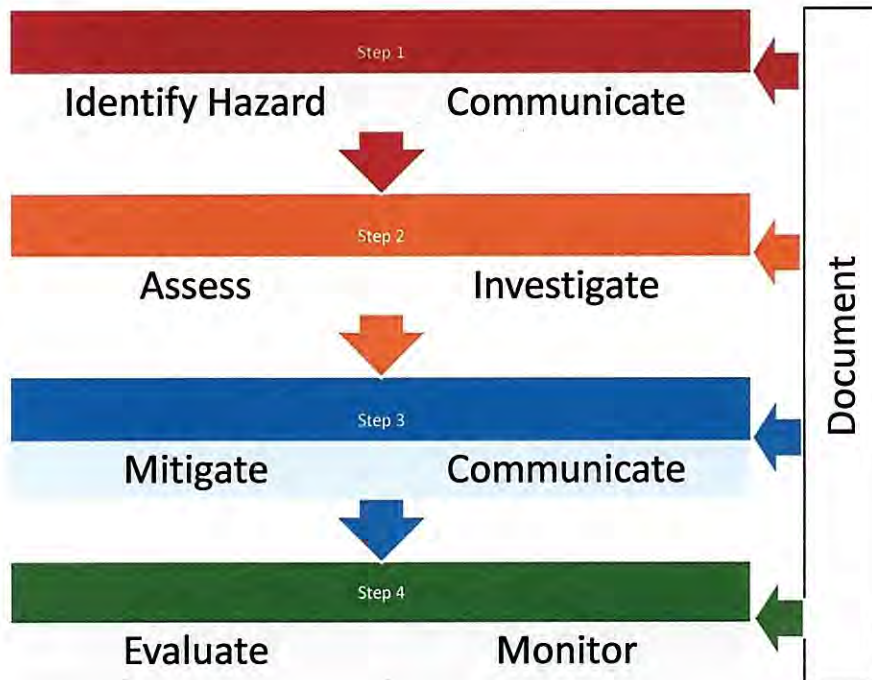 Step 1
Identify Hazard Communicate
Step 2
Assess Investigate
Step 3
Mitigate Communicate
Step 4
Evaluate Monitor
Document